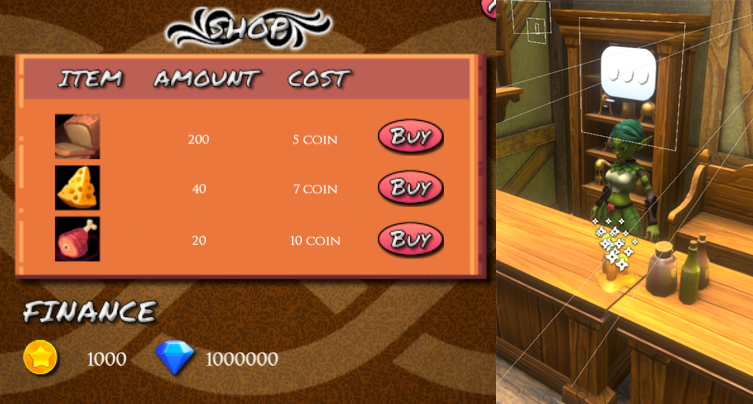 SHOP
ITEM AMOUNT COST
200 5 COIN BUY
40 7 COIN BUY
20 10 COIN BUY
FINANCE
1000 1000000